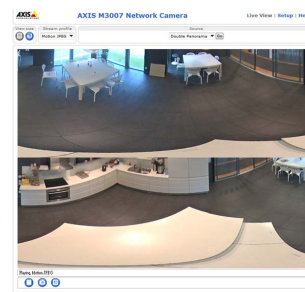 AXIS
AXIS M3007 Network Camera
Live View | Setup | He
View size
Stream profile
Source
Motion JPEG
Double Panorama
Go
Playing, Motion JPEG